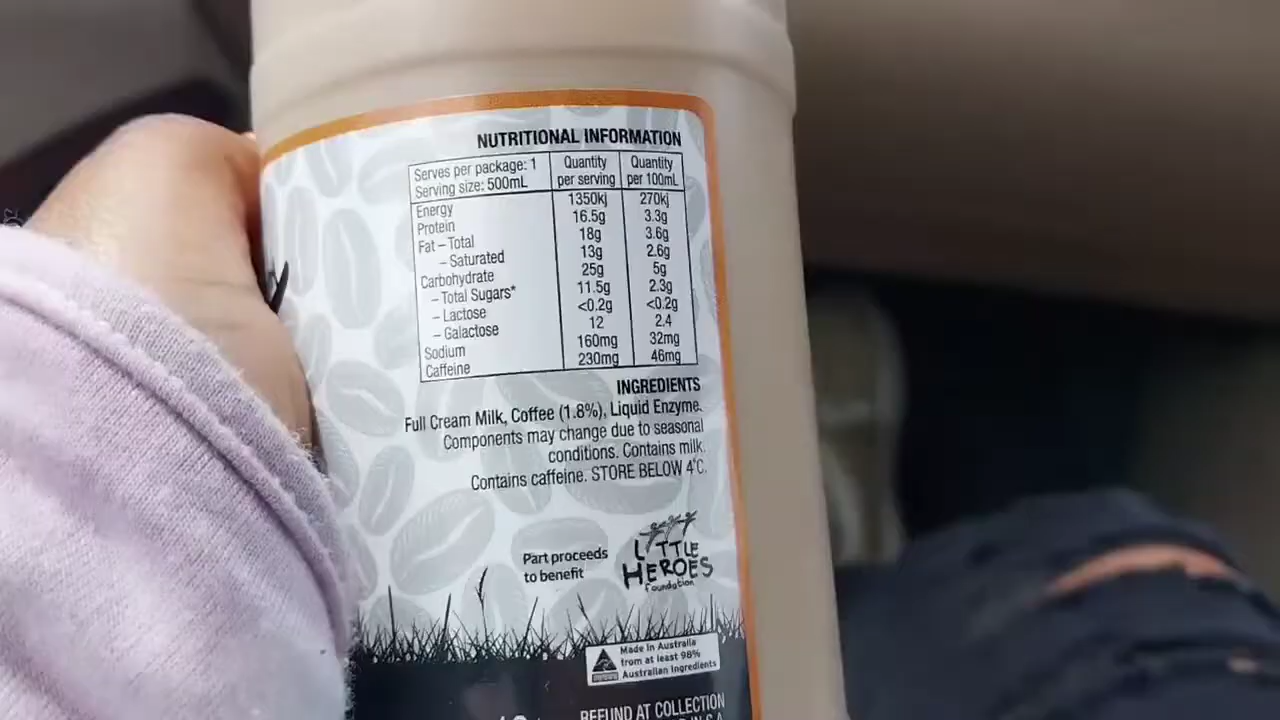 NUTRITIONAL INFORMATION
Serves per package: 1 Quantity Quantity
Serving size: 500mL per serving per 100mL
Energy 1350kj 270kj
Protein 16.5g 3.3g
Fat – Total 18g 3.6g
– Saturated 13g 2.6g
Carbohydrate 25g 5g
– Total Sugars* 11.5g 2.3g
– Lactose <0.2g <0.2g
– Galactose 12 2.4
Sodium 160mg 32mg
Caffeine 230mg 46mg
INGREDIENTS
Full Cream Milk, Coffee (1.8%), Liquid Enzyme.
Components may change due to seasonal
conditions. Contains milk.
Contains caffeine. STORE BELOW 4°C.
Part proceeds
to benefit
LITTLE
HEROES
Foundation
Made in Australia
from at least 98%
Australian Ingredients
REFUND AT COLLECTION